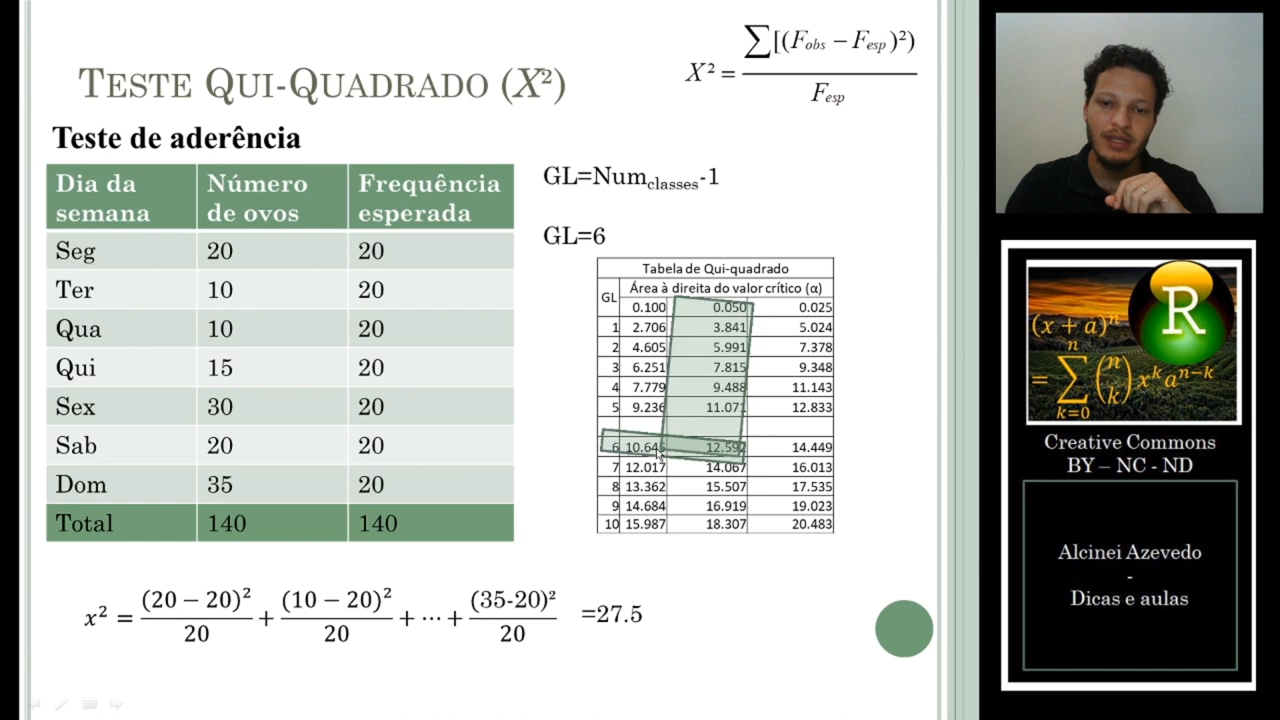 TESTE QUI-QUADRADO (X²)
X² = ∑[(Fobs − Fesp)²) / Fesp
Teste de aderência
Dia da semana | Número de ovos | Frequência esperada
Seg | 20 | 20
Ter | 10 | 20
Qua | 10 | 20
Qui | 15 | 20
Sex | 30 | 20
Sab | 20 | 20
Dom | 35 | 20
Total | 140 | 140
GL=Numclasses-1
GL=6
Tabela de Qui-quadrado
GL | Área à direita do valor crítico (α)
0.100 | 0.050 | 0.025
1 | 2.706 | 3.841 | 5.024
2 | 4.605 | 5.991 | 7.378
3 | 6.251 | 7.815 | 9.348
4 | 7.779 | 9.488 | 11.143
5 | 9.236 | 11.071 | 12.833
6 | 10.645 | 12.592 | 14.449
7 | 12.017 | 14.067 | 16.013
8 | 13.362 | 15.507 | 17.535
9 | 14.684 | 16.919 | 19.023
10 | 15.987 | 18.307 | 20.483
x² = (20 − 20)²/20 + (10 − 20)²/20 + ⋯ + (35-20)²/20 =27.5
R
(x + a)ⁿ
= ∑ n k=0 (n k) xᵏaⁿ⁻ᵏ
Creative Commons
BY – NC - ND
Alcinei Azevedo
-
Dicas e aulas